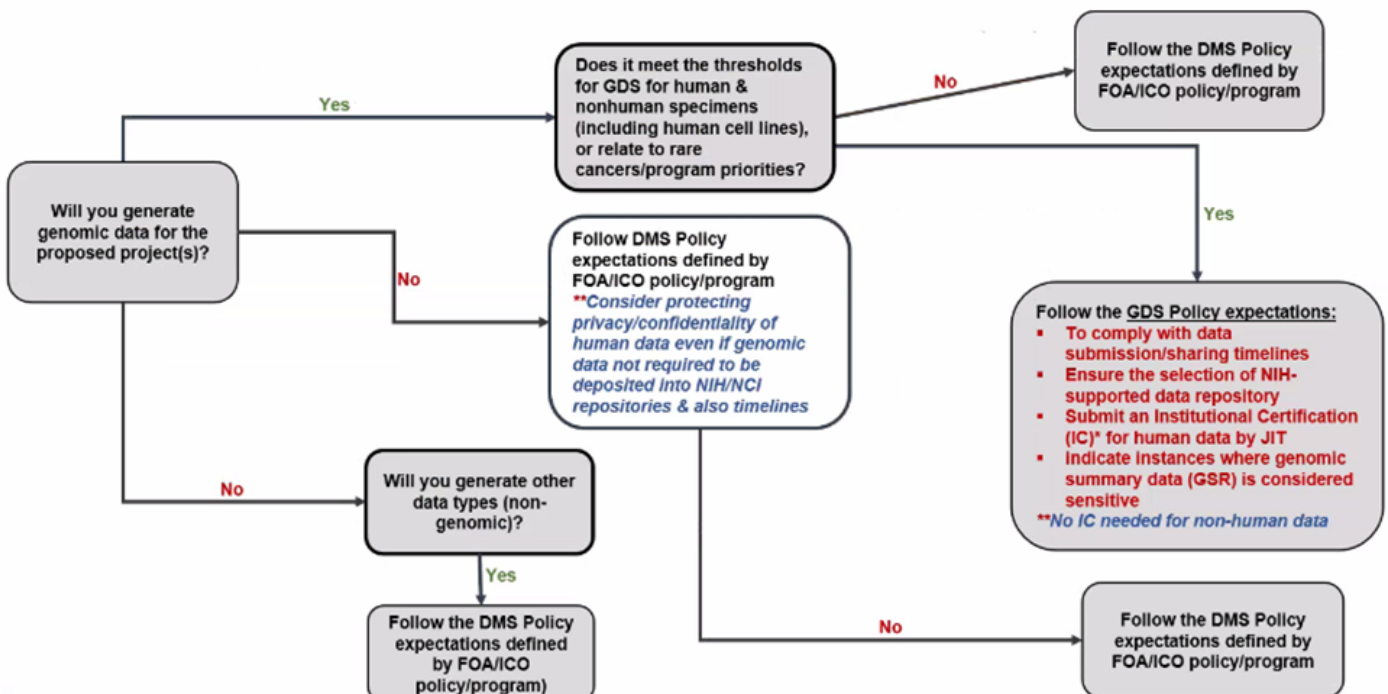 Follow the DMS Policy
expectations defined by
FOA/ICO policy/program
Does it meet the thresholds
for GDS for human &
nonhuman specimens
(including human cell lines),
or relate to rare
cancers/program priorities?
No
Yes
Will you generate
genomic data for the
proposed project(s)?
Yes
No
Follow DMS Policy
expectations defined by
FOA/ICO policy/program
**Consider protecting
privacy/confidentiality of
human data even if genomic
data not required to be
deposited into NIH/NCI
repositories & also timelines
Follow the GDS Policy expectations:
▪ To comply with data
submission/sharing timelines
▪ Ensure the selection of NIH-
supported data repository
▪ Submit an Institutional Certification
(IC)* for human data by JIT
▪ Indicate instances where genomic
summary data (GSR) is considered
sensitive
**No IC needed for non-human data
No
Will you generate other
data types (non-
genomic)?
Yes
Follow the DMS Policy
expectations defined
by FOA/ICO
policy/program)
No
Follow the DMS Policy
expectations defined by
FOA/ICO policy/program